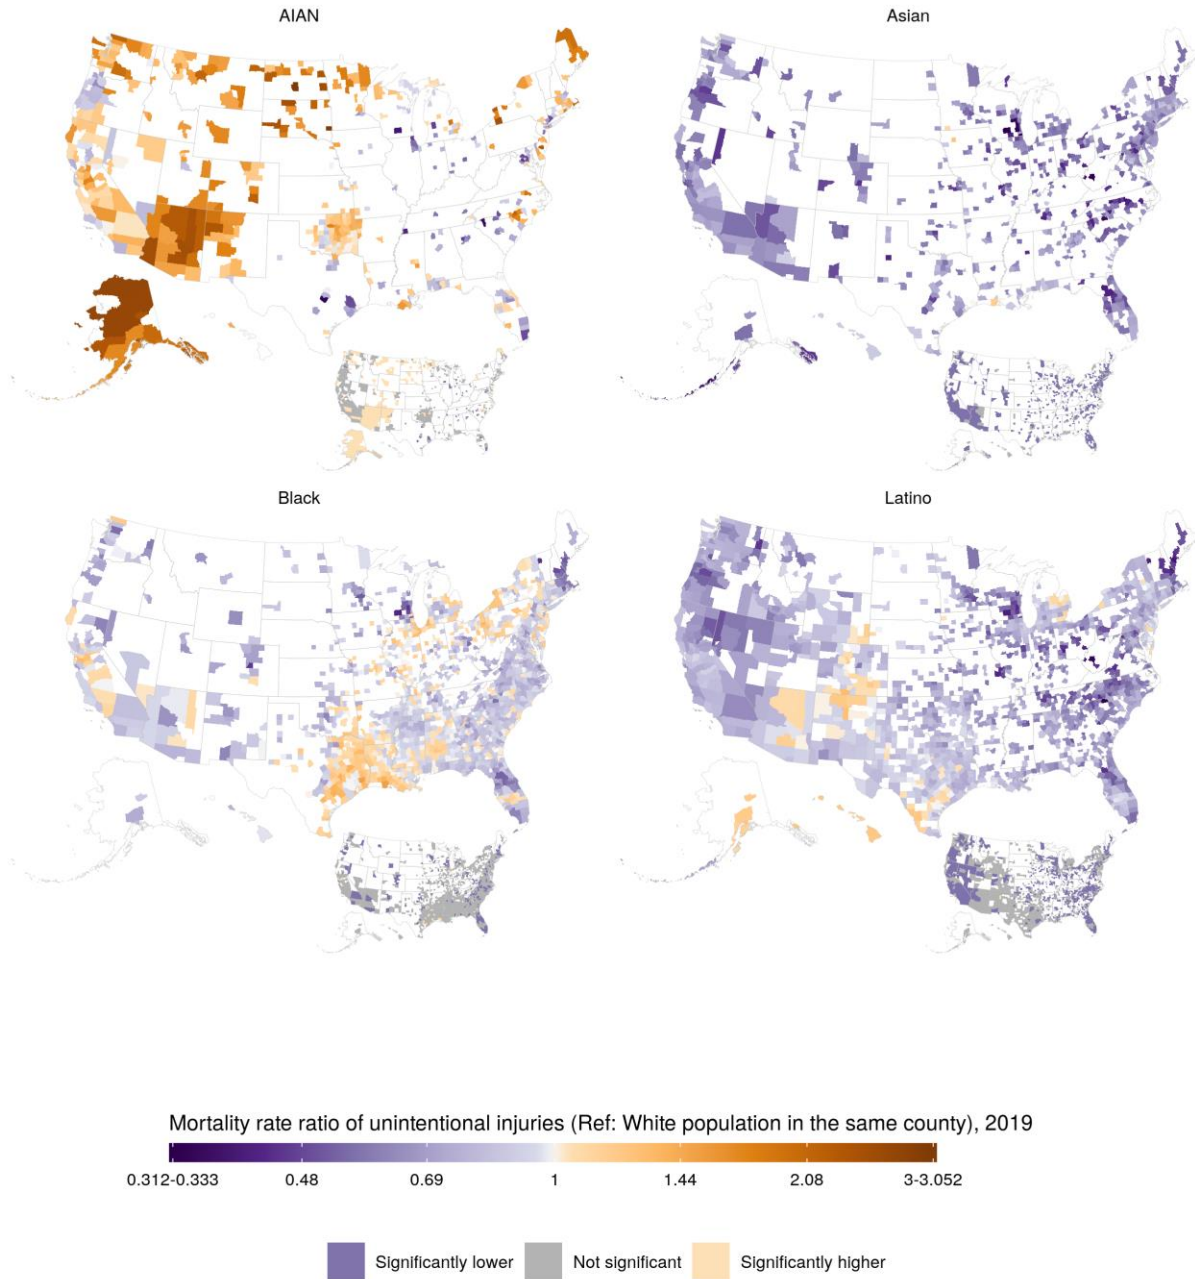 AIAN
Asian
Black
Latino
Mortality rate ratio of unintentional injuries (Ref: White population in the same county), 2019
0.312-0.333 0.48 0.69 1 1.44 2.08 3-3.052
Significantly lower Not significant Significantly higher